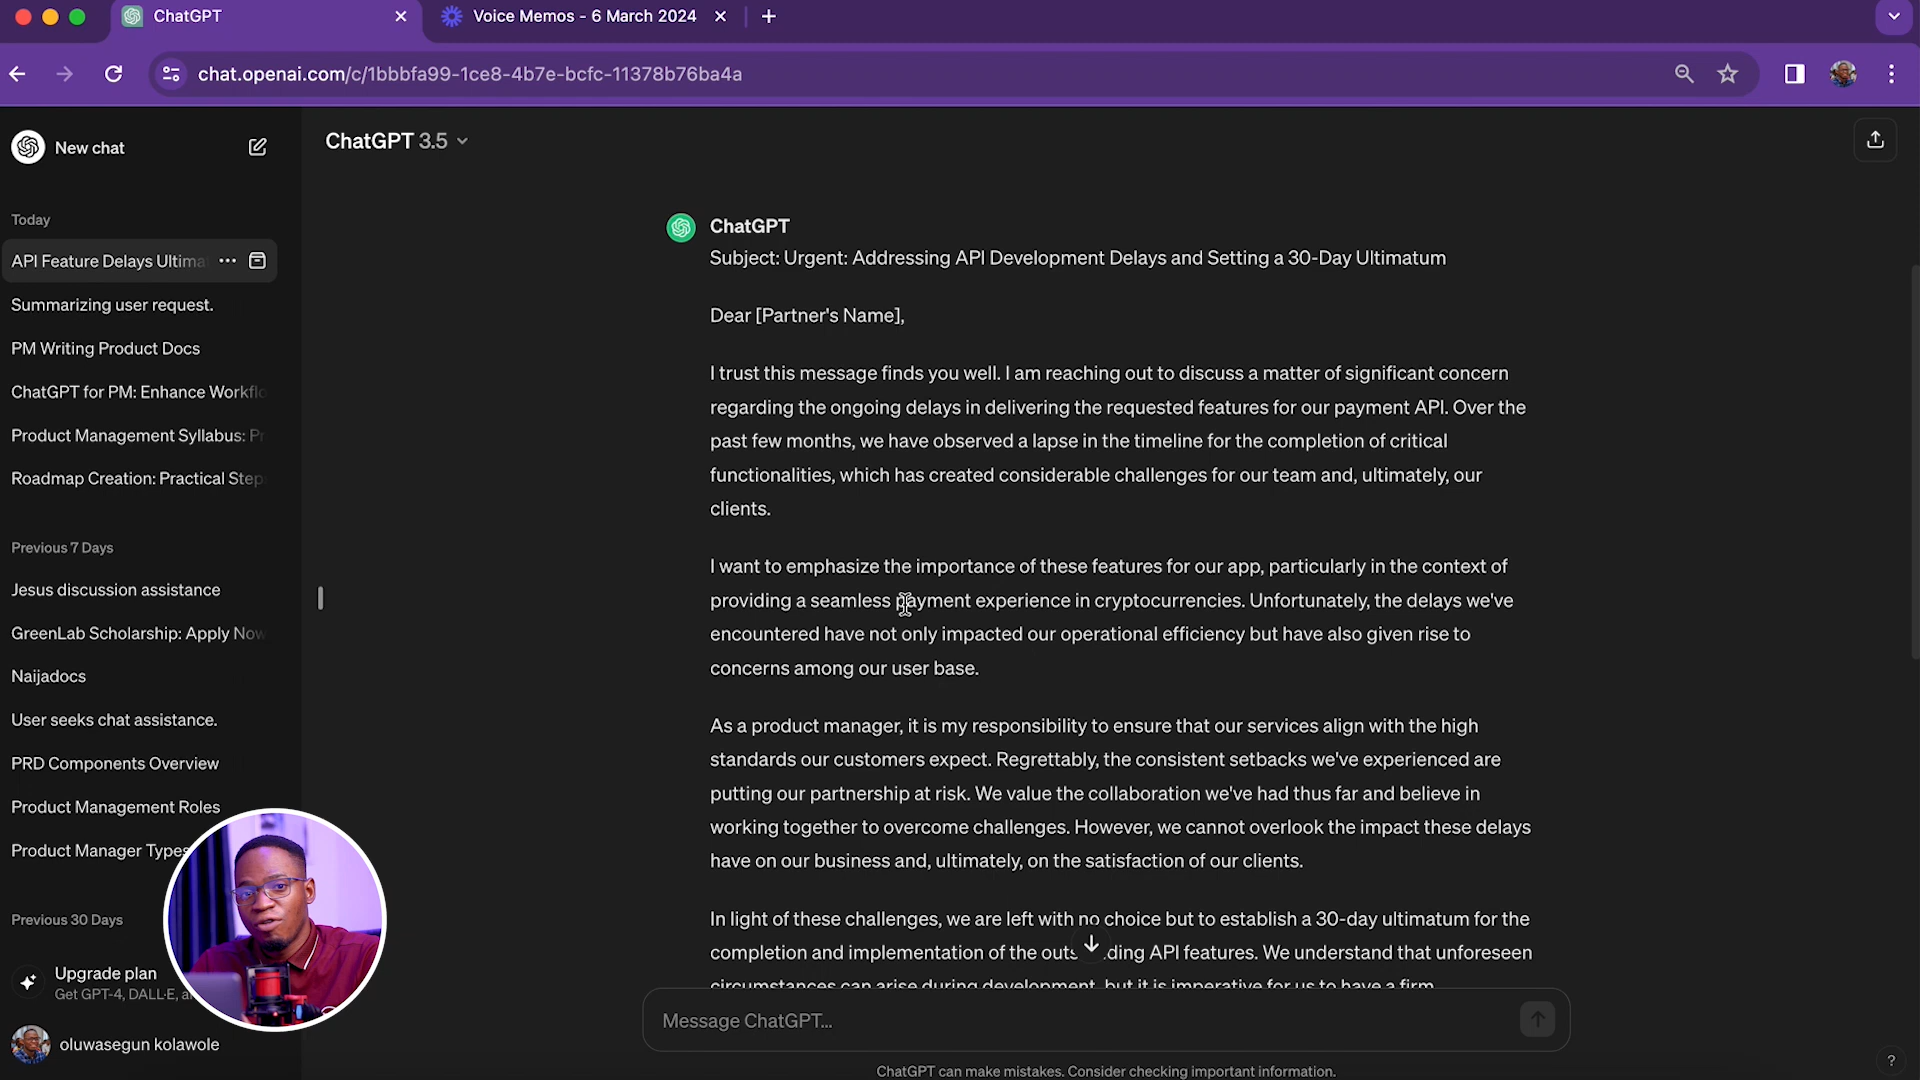 ChatGPT
Voice Memos - 6 March 2024
chat.openai.com/c/1bbbfa99-1ce8-4b7e-bcfc-11378b76ba4a
New chat
Today
API Feature Delays Ultima
Summarizing user request.
PM Writing Product Docs
ChatGPT for PM: Enhance Workflo
Product Management Syllabus: Pr
Roadmap Creation: Practical Step
Previous 7 Days
Jesus discussion assistance
GreenLab Scholarship: Apply Now
Naijadocs
User seeks chat assistance.
PRD Components Overview
Product Management Roles
Product Manager Types
Previous 30 Days
Upgrade plan
Get GPT-4, DALL·E, a
oluwasegun kolawole
ChatGPT 3.5
ChatGPT
Subject: Urgent: Addressing API Development Delays and Setting a 30-Day Ultimatum
Dear [Partner's Name],
I trust this message finds you well. I am reaching out to discuss a matter of significant concern
regarding the ongoing delays in delivering the requested features for our payment API. Over the
past few months, we have observed a lapse in the timeline for the completion of critical
functionalities, which has created considerable challenges for our team and, ultimately, our
clients.
I want to emphasize the importance of these features for our app, particularly in the context of
providing a seamless payment experience in cryptocurrencies. Unfortunately, the delays we've
encountered have not only impacted our operational efficiency but have also given rise to
concerns among our user base.
As a product manager, it is my responsibility to ensure that our services align with the high
standards our customers expect. Regrettably, the consistent setbacks we've experienced are
putting our partnership at risk. We value the collaboration we've had thus far and believe in
working together to overcome challenges. However, we cannot overlook the impact these delays
have on our business and, ultimately, on the satisfaction of our clients.
In light of these challenges, we are left with no choice but to establish a 30-day ultimatum for the
completion and implementation of the outs ding API features. We understand that unforeseen
circumstances can arise during development, but it is imperative for us to have a firm
Message ChatGPT...
ChatGPT can make mistakes. Consider checking important information.
?